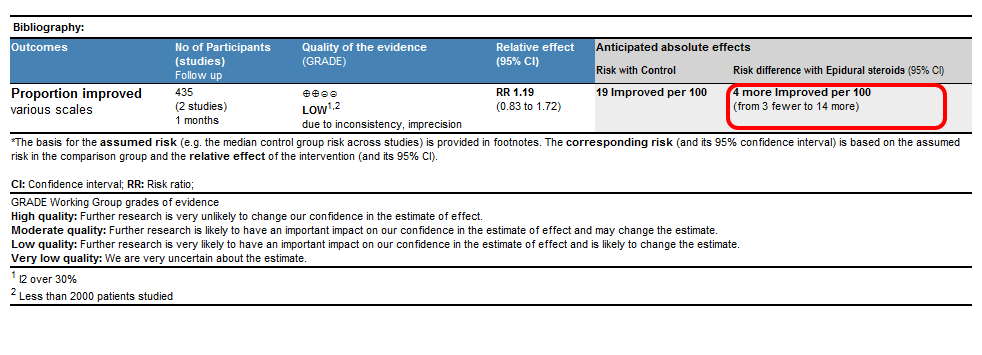 Bibliography:
Outcomes
No of Participants
(studies)
Follow up
Quality of the evidence
(GRADE)
Relative effect
(95% CI)
Anticipated absolute effects
Risk with Control
Risk difference with Epidural steroids (95% CI)
Proportion improved
various scales
435
(2 studies)
1 months
⊕⊕⊝⊝
LOW1,2
due to inconsistency, imprecision
RR 1.19
(0.83 to 1.72)
19 Improved per 100
4 more Improved per 100
(from 3 fewer to 14 more)
*The basis for the assumed risk (e.g. the median control group risk across studies) is provided in footnotes. The corresponding risk (and its 95% confidence interval) is based on the assumed
risk in the comparison group and the relative effect of the intervention (and its 95% CI).
CI: Confidence interval; RR: Risk ratio;
GRADE Working Group grades of evidence
High quality: Further research is very unlikely to change our confidence in the estimate of effect.
Moderate quality: Further research is likely to have an important impact on our confidence in the estimate of effect and may change the estimate.
Low quality: Further research is very likely to have an important impact on our confidence in the estimate of effect and is likely to change the estimate.
Very low quality: We are very uncertain about the estimate.
1 I2 over 30%
2 Less than 2000 patients studied